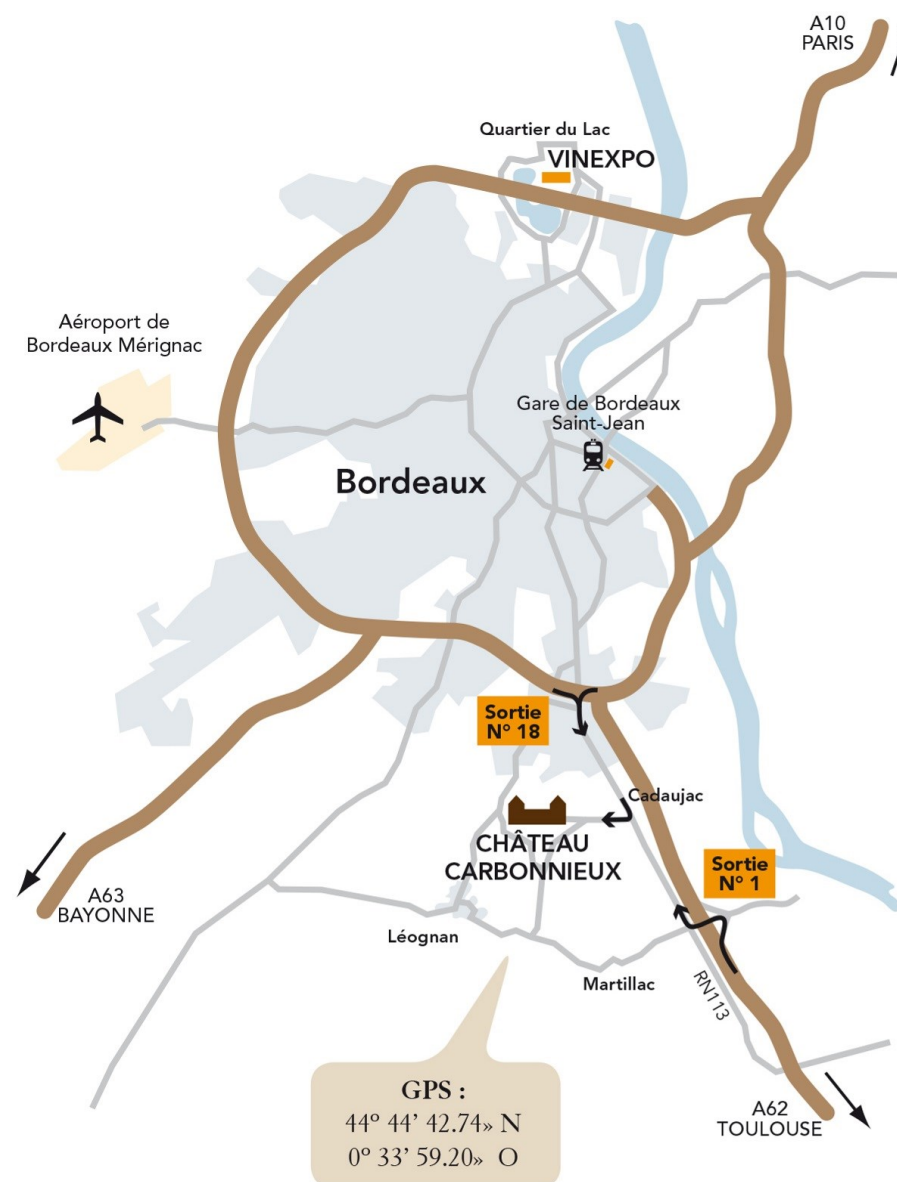 A10
PARIS
Quartier du Lac
VINEXPO
Aéroport de
Bordeaux Mérignac
Gare de Bordeaux
Saint-Jean
Bordeaux
Sortie
N° 18
Cadaujac
CHÂTEAU
CARBONNIEUX
Sortie
N° 1
A63
BAYONNE
Léognan
Martillac
RN113
GPS :
44° 44' 42.74» N
0° 33' 59.20» O
A62
TOULOUSE